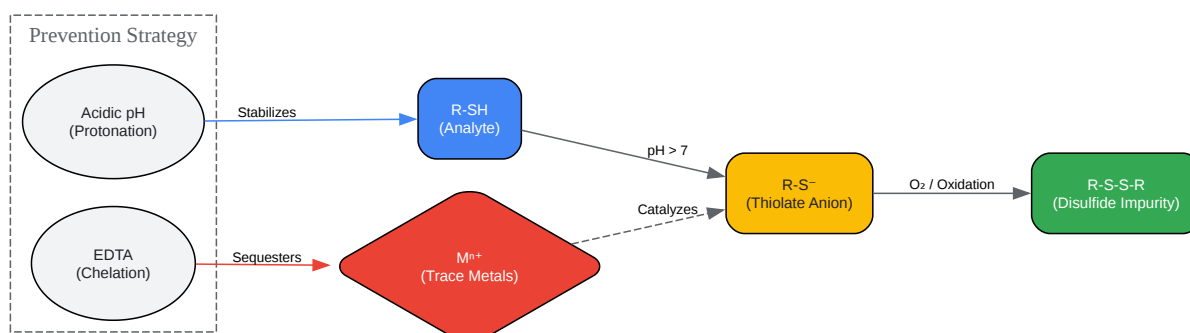 Prevention Strategy
Acidic pH
(Protonation)
Stabilizes
R-SH
(Analyte)
pH > 7
R-S⁻
(Thiolate Anion)
O₂ / Oxidation
R-S-S-R
(Disulfide Impurity)
EDTA
(Chelation)
Sequesters
Mⁿ⁺
(Trace Metals)
Catalyzes